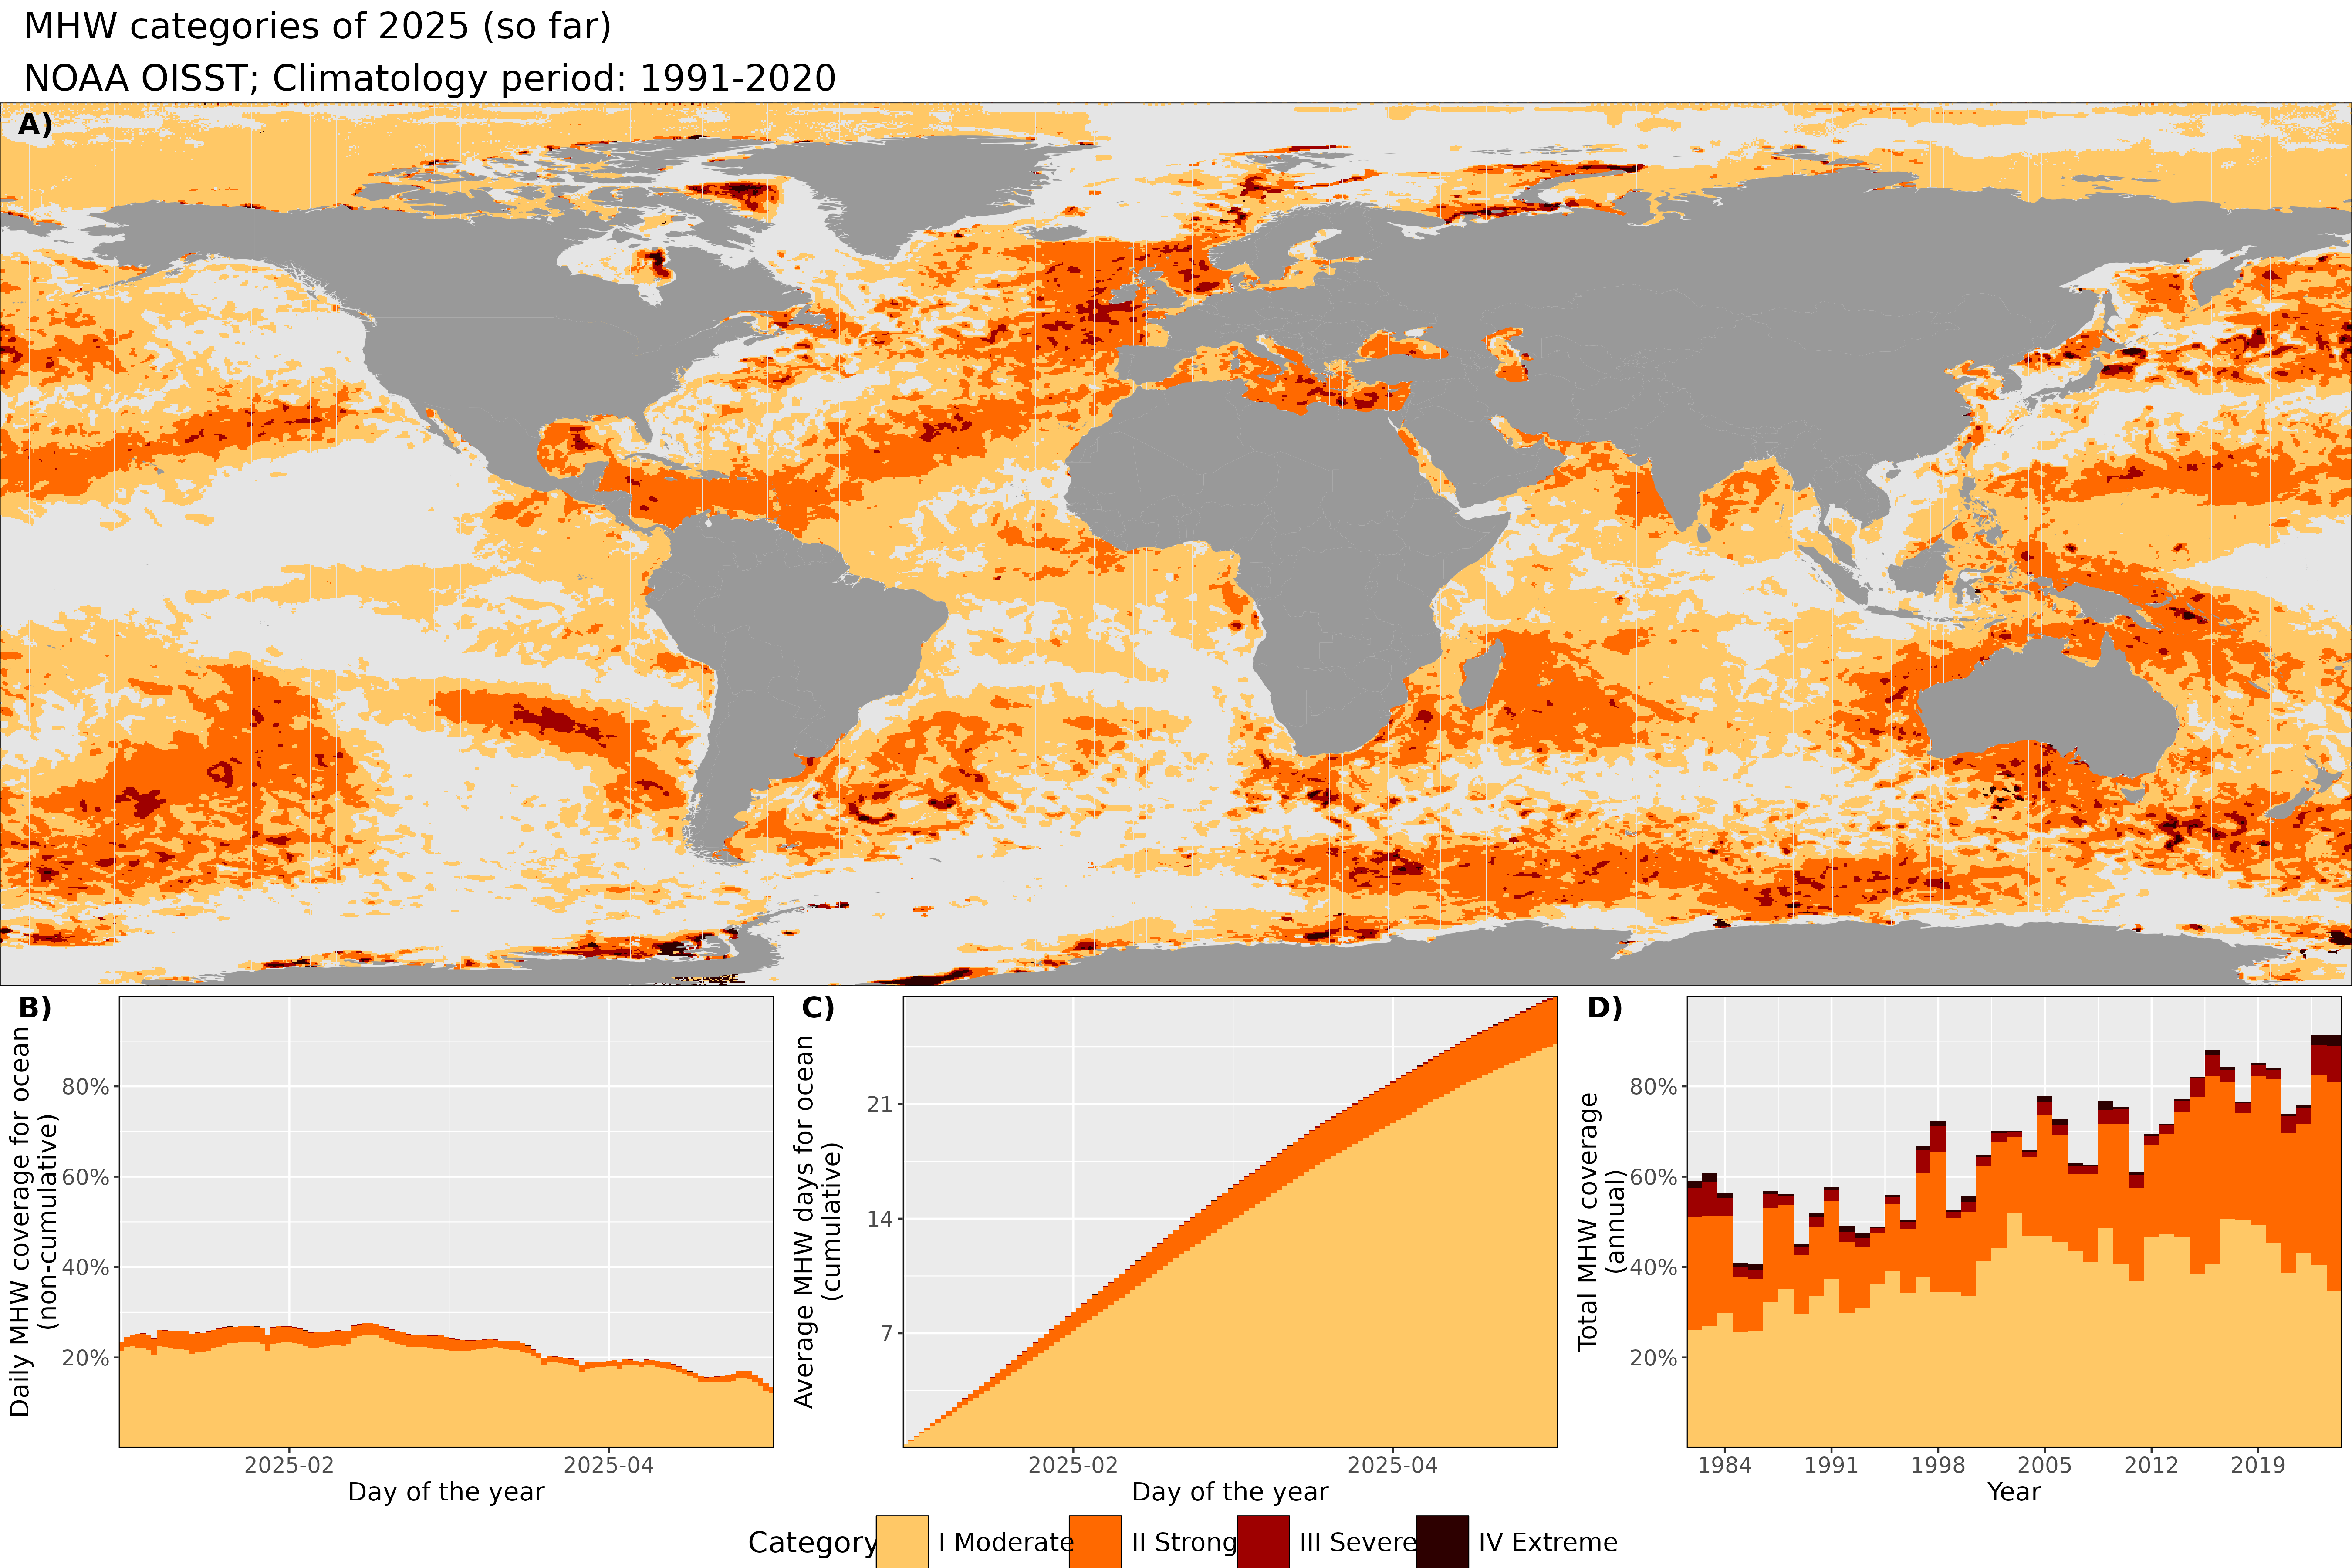 MHW categories of 2025 (so far)
NOAA OISST; Climatology period: 1991-2020
A)
B)
Daily MHW coverage for ocean
(non-cumulative)
80%
60%
40%
20%
2025-02
2025-04
Day of the year
C)
Average MHW days for ocean
(cumulative)
21
14
7
2025-02
2025-04
Day of the year
D)
Total MHW coverage
(annual)
80%
60%
40%
20%
1984
1991
1998
2005
2012
2019
Year
Category
I Moderate
II Strong
III Severe
IV Extreme